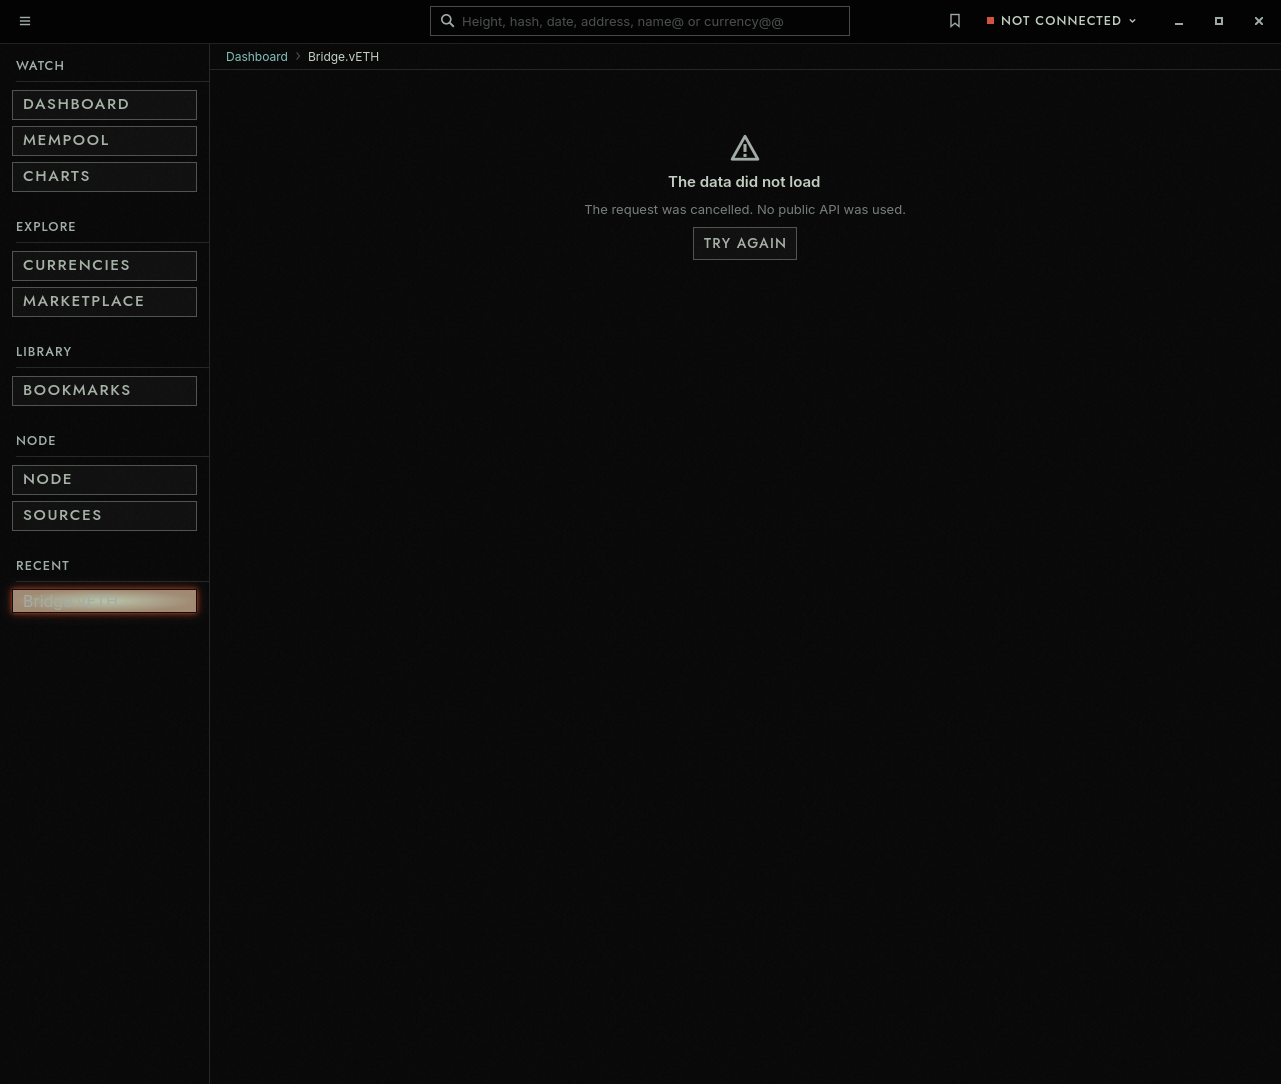 Height, hash, date, address, name@ or currency@@
NOT CONNECTED
WATCH
DASHBOARD
MEMPOOL
CHARTS
EXPLORE
CURRENCIES
MARKETPLACE
LIBRARY
BOOKMARKS
NODE
NODE
SOURCES
RECENT
Bridge.vETH
Dashboard › Bridge.vETH
The data did not load
The request was cancelled. No public API was used.
TRY AGAIN